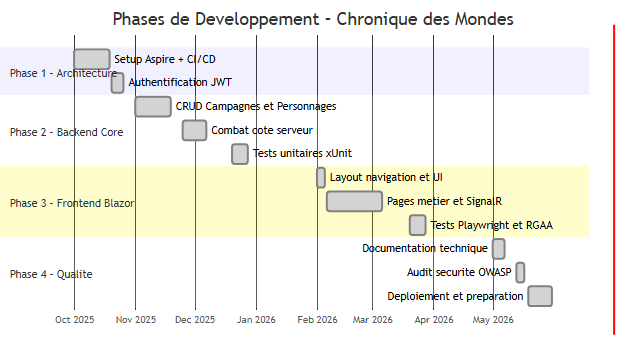 Phases de Developpement - Chronique des Mondes
Setup Aspire + CI/CD
Phase 1 - Architecture
Authentification JWT
CRUD Campagnes et Personnages
Phase 2 - Backend Core
Combat cote serveur
Tests unitaires xUnit
Layout navigation et UI
Phase 3 - Frontend Blazor
Pages metier et SignalR
Tests Playwright et RGAA
Documentation technique
Phase 4 - Qualite
Audit securite OWASP
Deploiement et preparation
Oct 2025 Nov 2025 Dec 2025 Jan 2026 Feb 2026 Mar 2026 Apr 2026 May 2026